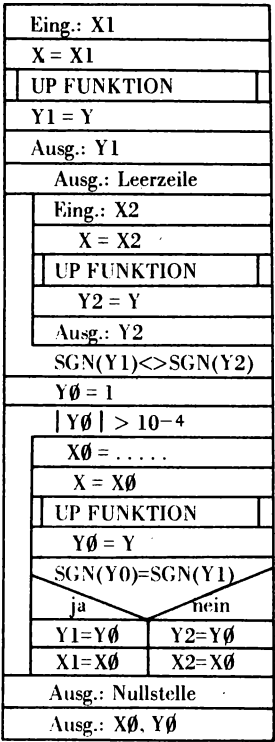 Eing.: X1
X = X1
UP FUNKTION
Y1 = Y
Ausg.: Y1
Ausg.: Leerzeile
Eing.: X2
X = X2
UP FUNKTION
Y2 = Y
Ausg.: Y2
SGN(Y1)<>SGN(Y2)
YØ = 1
| YØ | > 10−4
XØ = . . . . .
X = XØ
UP FUNKTION
YØ = Y
SGN(Y0)=SGN(Y1)
ja nein
Y1=YØ Y2=YØ
X1=XØ X2=XØ
Ausg.: Nullstelle
Ausg.: XØ, YØ